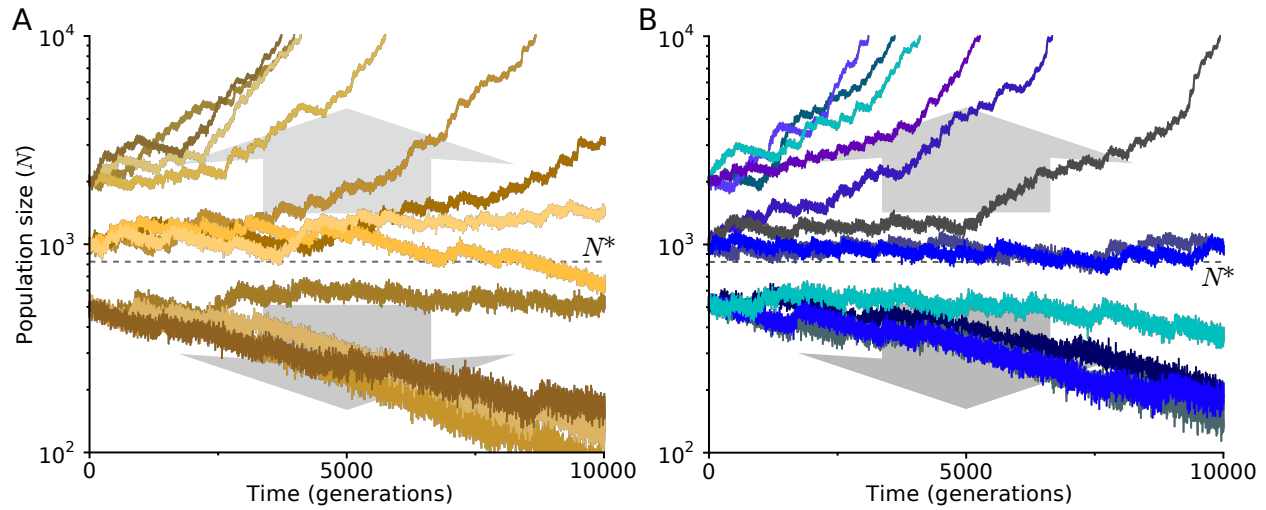 A
B
10⁴
10³
10²
Population size (N)
N*
0
5000
10000
Time (generations)
10⁴
10³
10²
N*
0
5000
10000
Time (generations)